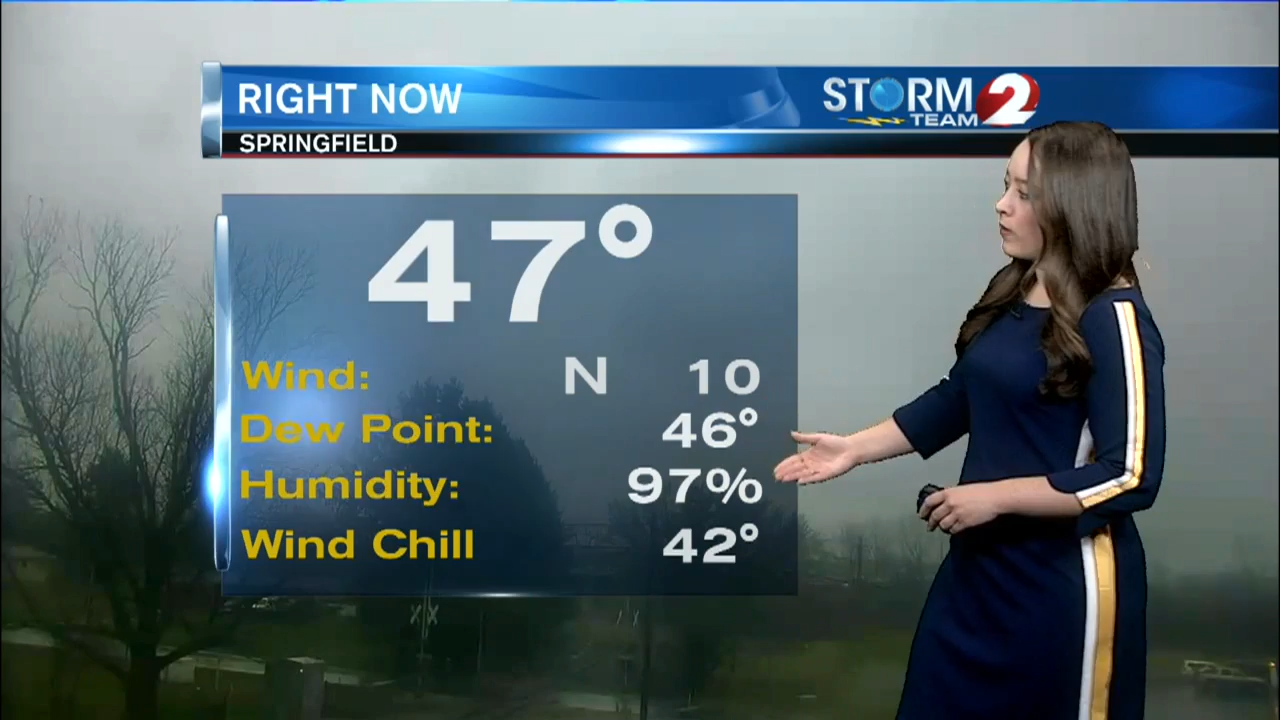 RIGHT NOW
STORM
TEAM 2
SPRINGFIELD
47°
Wind: N 10
Dew Point: 46°
Humidity: 97%
Wind Chill 42°